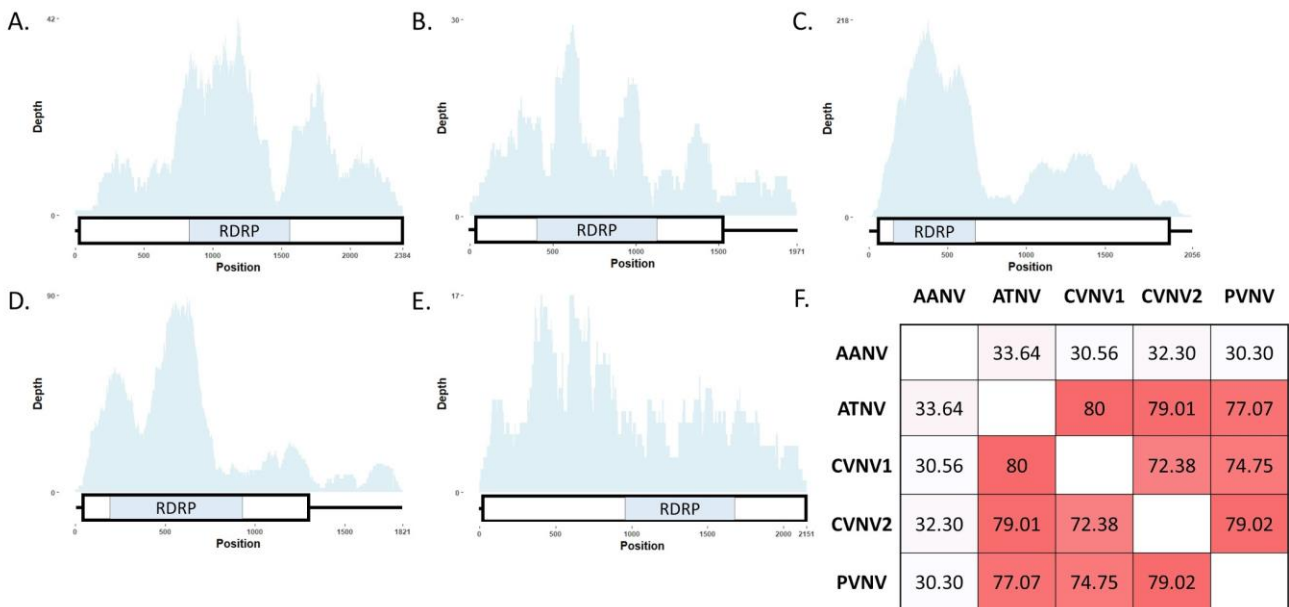 A.
42
Depth
0
RDRP
0 500 1000 1500 2000 2384
Position
B.
30
Depth
0
RDRP
0 500 1000 1500 1971
Position
C.
218
Depth
0
RDRP
0 500 1000 1500 2056
Position
D.
90
Depth
0
RDRP
0 500 1000 1500 1821
Position
E.
17
Depth
0
RDRP
0 500 1000 1500 2000 2151
Position
F.
AANV ATNV CVNV1 CVNV2 PVNV
AANV 33.64 30.56 32.30 30.30
ATNV 33.64 80 79.01 77.07
CVNV1 30.56 80 72.38 74.75
CVNV2 32.30 79.01 72.38 79.02
PVNV 30.30 77.07 74.75 79.02